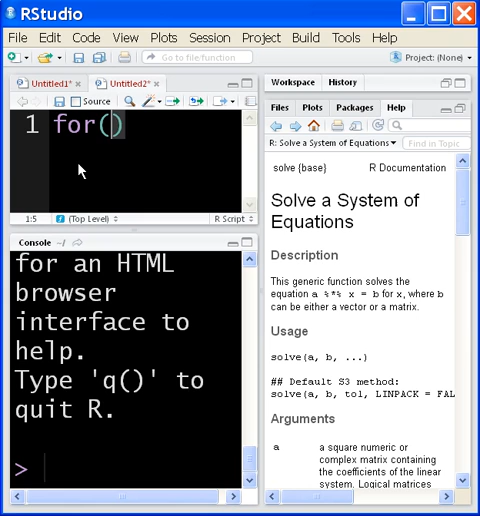 RStudio
File Edit Code View Plots Session Project Build Tools Help
Go to file/function Project: (None)
Untitled1* Untitled2*
Source
1 for()
1:5 (Top Level) R Script
Console ~/
for an HTML
browser
interface to
help.
Type 'q()' to
quit R.
>
Workspace History
Files Plots Packages Help
R: Solve a System of Equations Find in Topic
solve {base} R Documentation
Solve a System of
Equations
Description
This generic function solves the
equation a %*% x = b for x, where b
can be either a vector or a matrix.
Usage
solve(a, b, ...)
## Default S3 method:
solve(a, b, tol, LINPACK = FAL
Arguments
a a square numeric or
complex matrix containing
the coefficients of the linear
system. Logical matrices